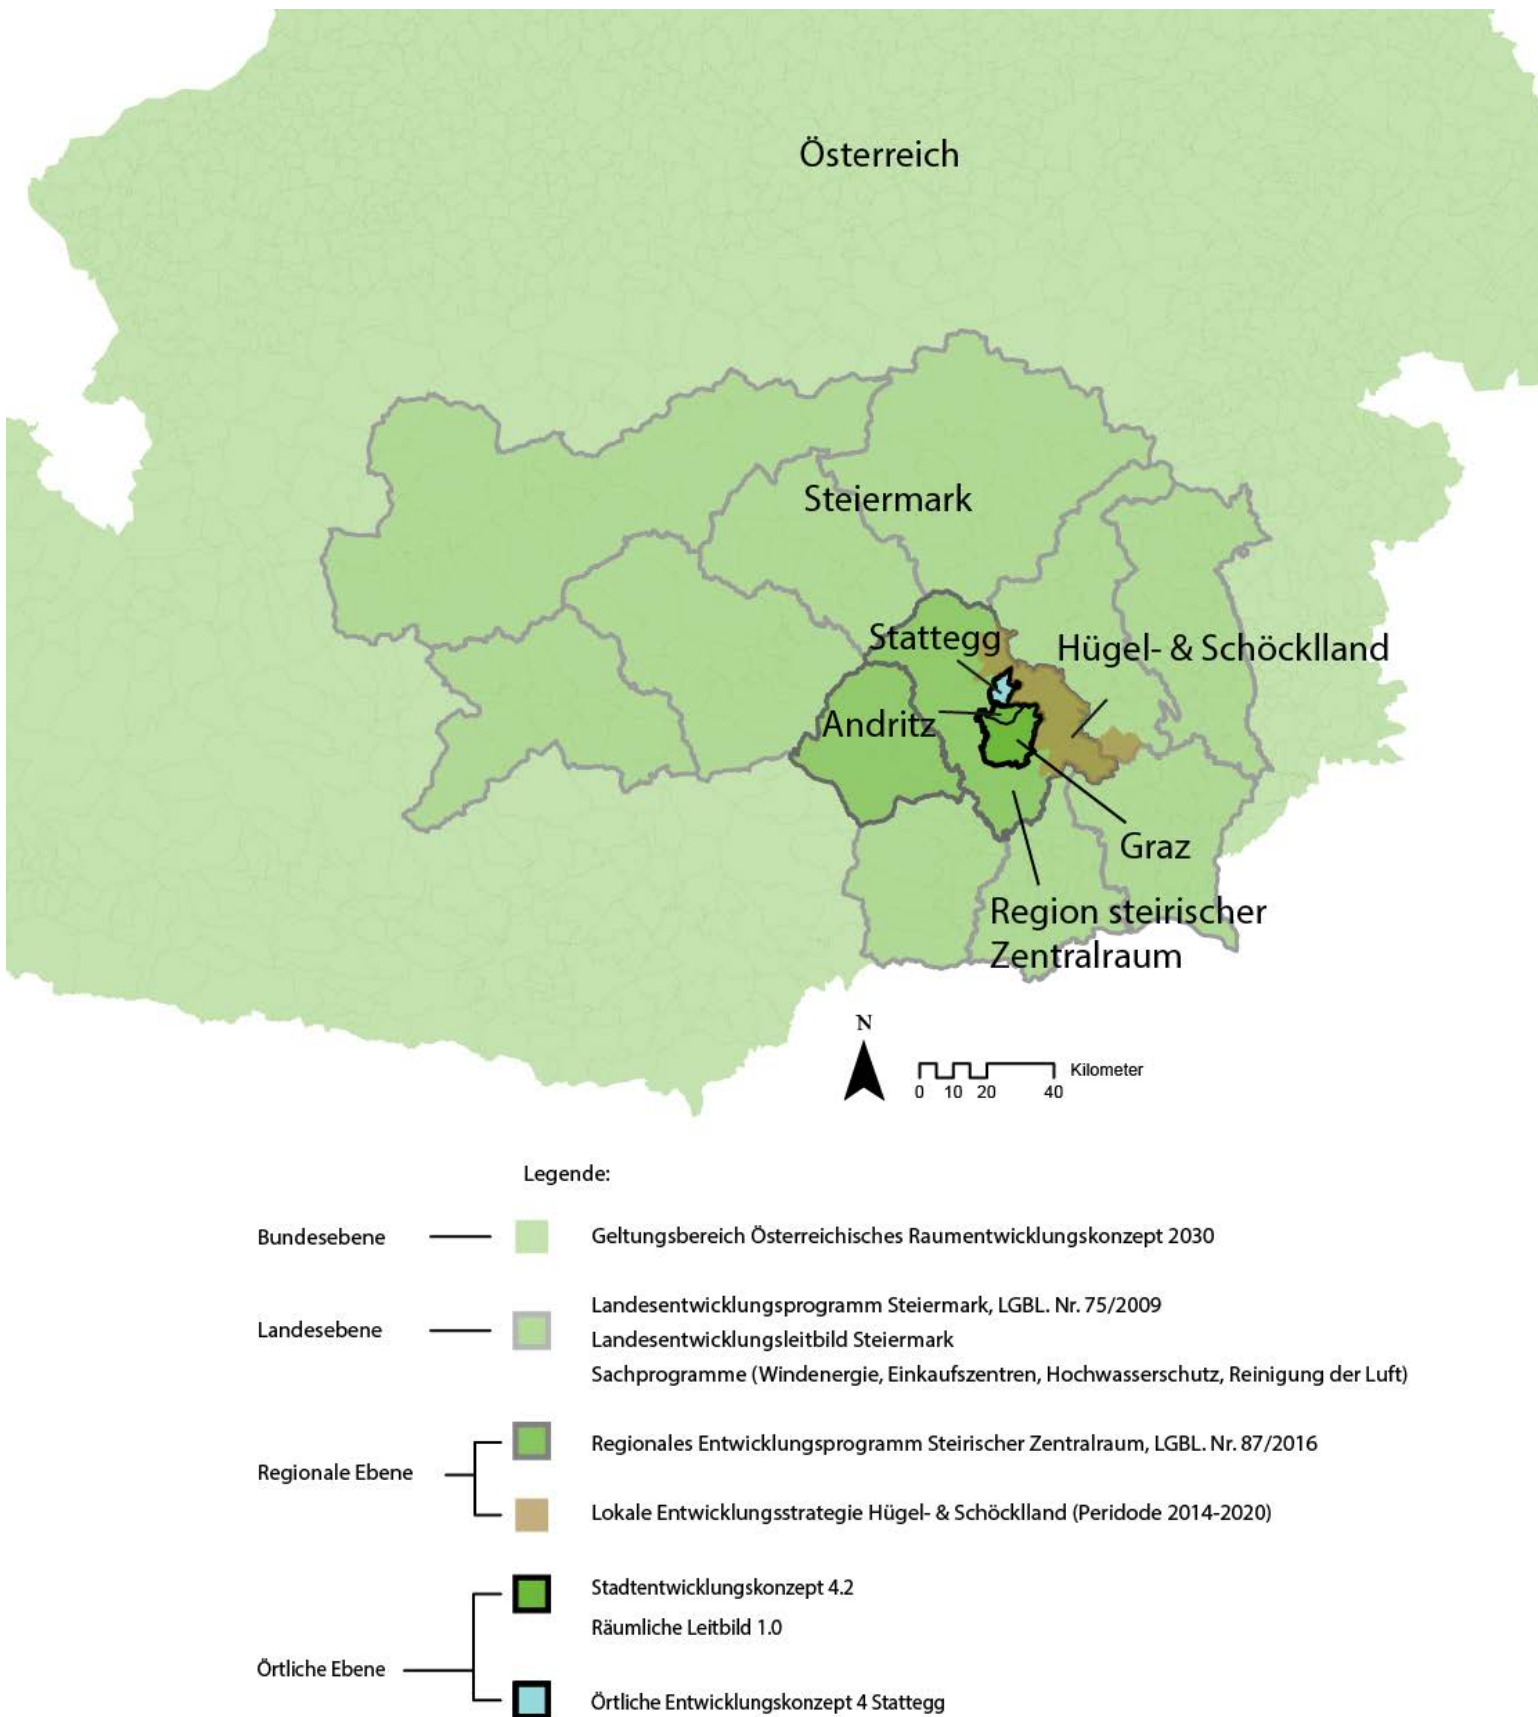 Österreich
Steiermark
Stattegg
Hügel- & Schöcklland
Andritz
Graz
Region steirischer
Zentralraum
N
Kilometer
0 10 20 40
Legende:
Bundesebene
Geltungsbereich Österreichisches Raumentwicklungskonzept 2030
Landesebene
Landesentwicklungsprogramm Steiermark, LGBL. Nr. 75/2009
Landesentwicklungsleitbild Steiermark
Sachprogramme (Windenergie, Einkaufszentren, Hochwasserschutz, Reinigung der Luft)
Regionale Ebene
Regionales Entwicklungsprogramm Steirischer Zentralraum, LGBL. Nr. 87/2016
Lokale Entwicklungsstrategie Hügel- & Schöcklland (Peridode 2014-2020)
Örtliche Ebene
Stadtentwicklungskonzept 4.2
Räumliche Leitbild 1.0
Örtliche Entwicklungskonzept 4 Stattegg